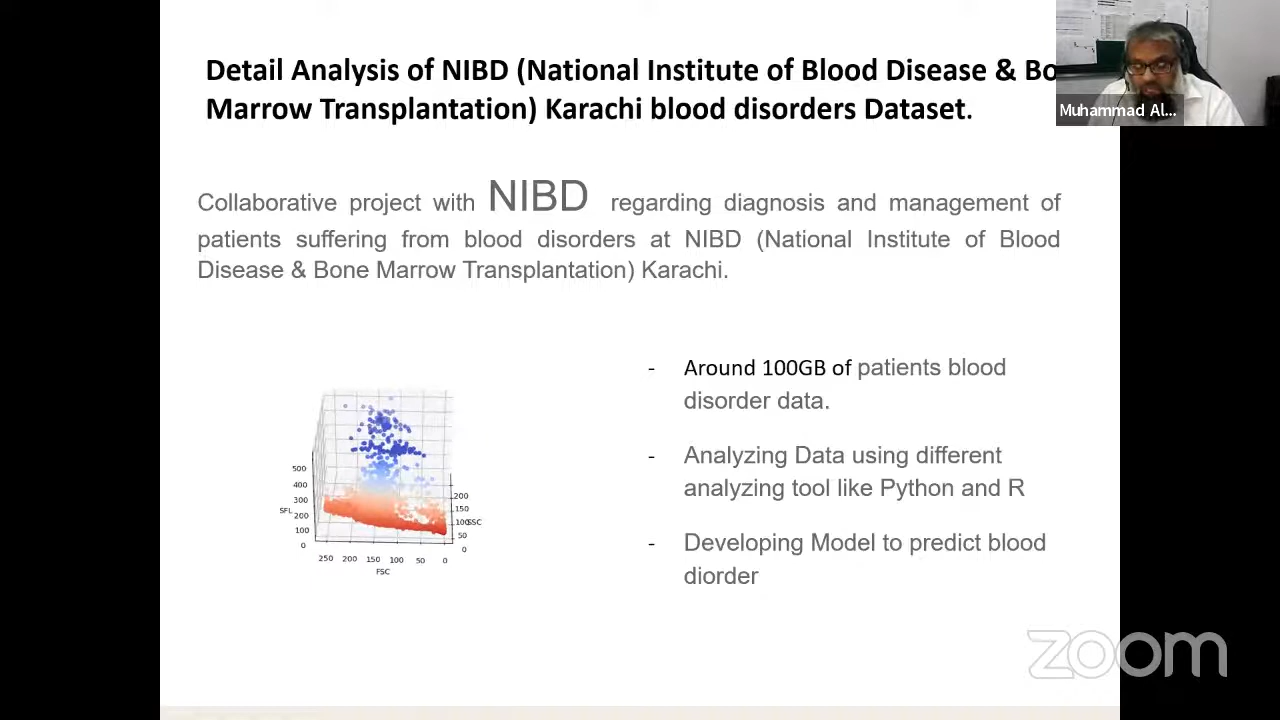 Detail Analysis of NIBD (National Institute of Blood Disease & Bo
Marrow Transplantation) Karachi blood disorders Dataset.
Muhammad Al...
Collaborative project with NIBD regarding diagnosis and management of
patients suffering from blood disorders at NIBD (National Institute of Blood
Disease & Bone Marrow Transplantation) Karachi.
- Around 100GB of patients blood
disorder data.
- Analyzing Data using different
analyzing tool like Python and R
- Developing Model to predict blood
diorder
500
400
300
200
100
0
SFL
200
150
100
50
0
SSC
250 200 150 100 50 0
FSC
zoom